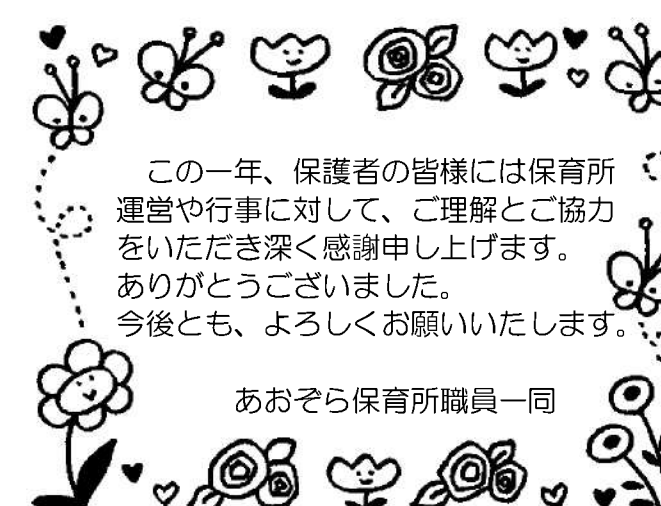 この一年、保護者の皆様には保育所
運営や行事に対して、ご理解とご協力
をいただき深く感謝申し上げます。
ありがとうございました。
今後とも、よろしくお願いいたします。
あおぞら保育所職員一同